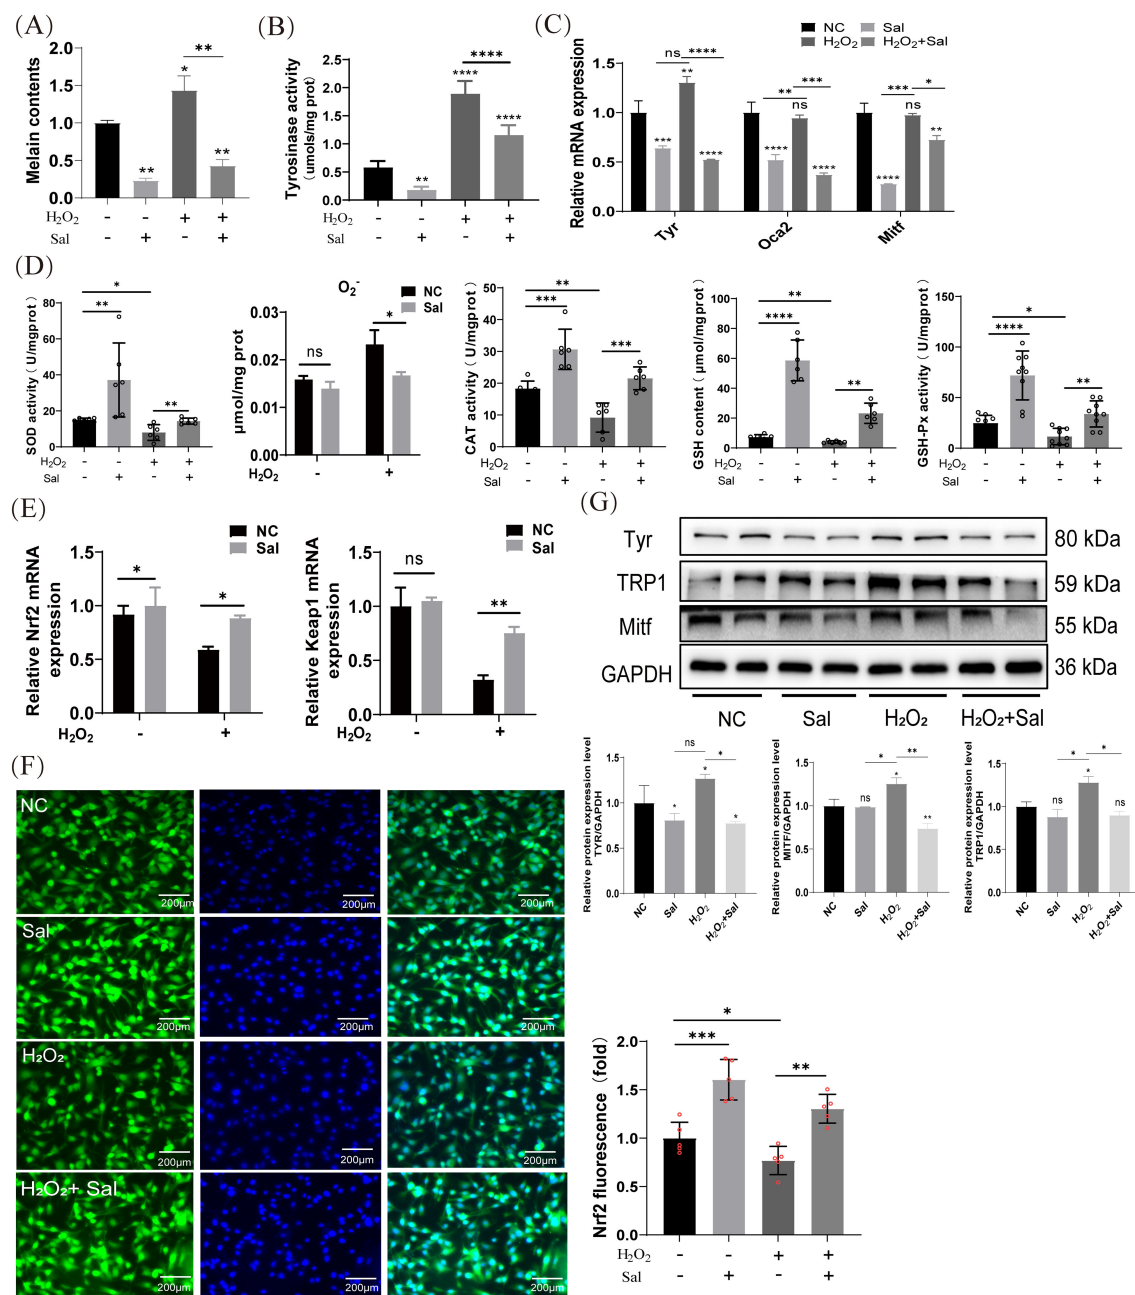 (A)
Melain contents
2.0
1.5
1.0
0.5
0.0
**
*
**
**
H₂O₂ - - + +
Sal - + - +
(B)
Tyrosinase activity
(umols/mg prot)
2.5
2.0
1.5
1.0
0.5
0.0
****
****
****
**
H₂O₂ - - + +
Sal - + - +
(C)
NC Sal
H₂O₂ H₂O₂+Sal
Relative mRNA expression
1.5
1.0
0.5
0.0
ns ****
**
***
****
** ***
ns
****
****
*** *
ns
**
****
Tyr Oca2 Mitf
(D)
SOD activity (U/mgprot)
80
60
40
20
0
*
**
**
H₂O₂ - - + +
Sal - + - +
O₂⁻
NC
Sal
μmol/mg prot
0.03
0.02
0.01
0.00
ns
*
H₂O₂ - +
CAT activity (U/mgprot)
50
40
30
20
10
0
**
***
***
H₂O₂ - - + +
Sal - + - +
GSH content (μmol/mgprot)
100
80
60
40
20
0
**
****
**
H₂O₂ - - + +
Sal - + - +
GSH-Px activity (U/mgprot)
150
100
50
0
*
****
**
H₂O₂ - - + +
Sal - + - +
(E)
NC
Sal
Relative Nrf2 mRNA
expression
1.5
1.0
0.5
0.0
*
*
H₂O₂ - +
NC
Sal
Relative Keap1 mRNA
expression
1.5
1.0
0.5
0.0
ns
**
H₂O₂ - +
(G)
Tyr 80 kDa
TRP1 59 kDa
Mitf 55 kDa
GAPDH 36 kDa
NC Sal H₂O₂ H₂O₂+Sal
Relative protein expression level
TYR/GAPDH
1.5
1.0
0.5
0.0
ns
*
*
*
*
NC Sal H₂O₂ H₂O₂+Sal
Relative protein expression level
MITF/GAPDH
2.0
1.5
1.0
0.5
0.0
* **
*
ns
**
NC Sal H₂O₂ H₂O₂+Sal
Relative protein expression level
TRP1/GAPDH
2.0
1.5
1.0
0.5
0.0
* *
*
ns ns
NC Sal H₂O₂ H₂O₂+Sal
(F)
NC
200μm 200μm 200μm
Sal
200μm 200μm 200μm
H₂O₂
200μm 200μm 200μm
H₂O₂+ Sal
200μm 200μm 200μm
Nrf2 fluorescence (fold)
2.0
1.5
1.0
0.5
0.0
*
***
**
H₂O₂ - - + +
Sal - + - +